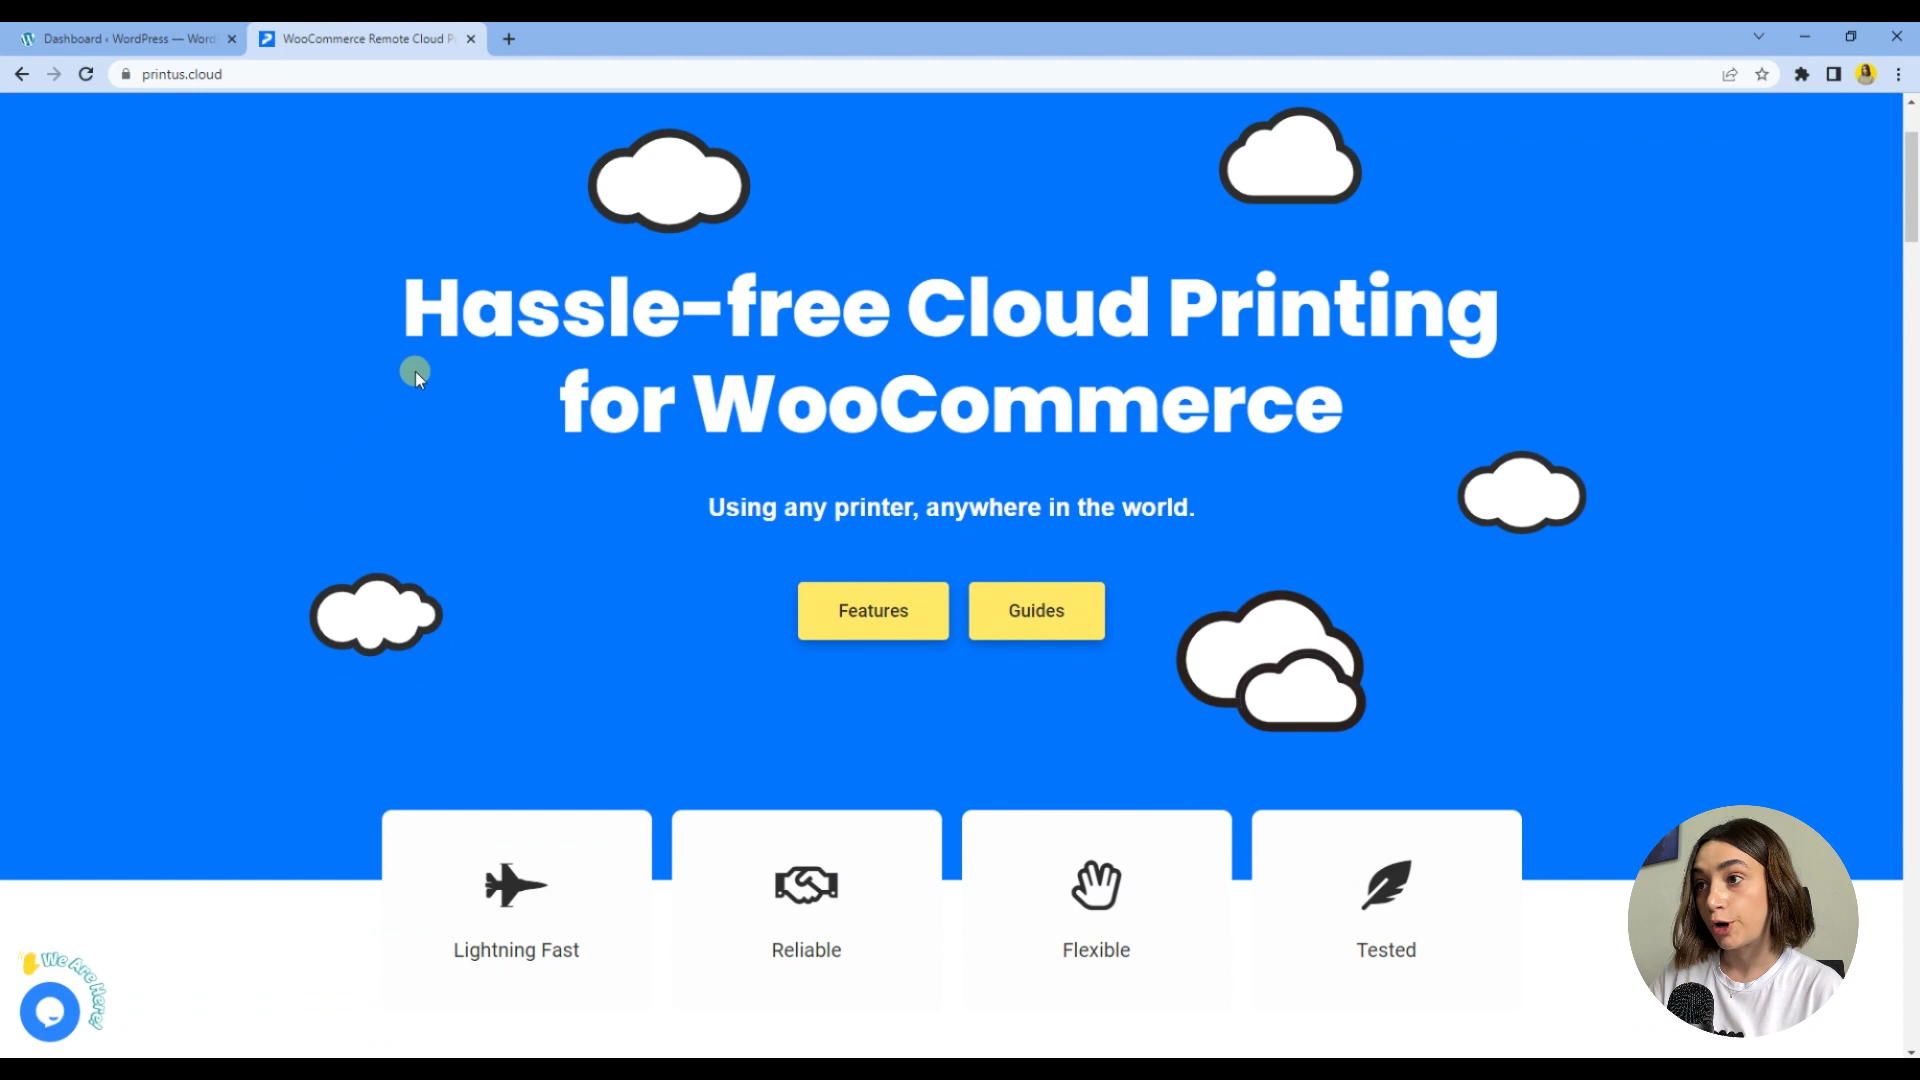 Dashboard ‹ WordPress — Word
WooCommerce Remote Cloud P
printus.cloud
Hassle-free Cloud Printing
for WooCommerce
Using any printer, anywhere in the world.
Features
Guides
Lightning Fast
Reliable
Flexible
Tested
We Are Here!